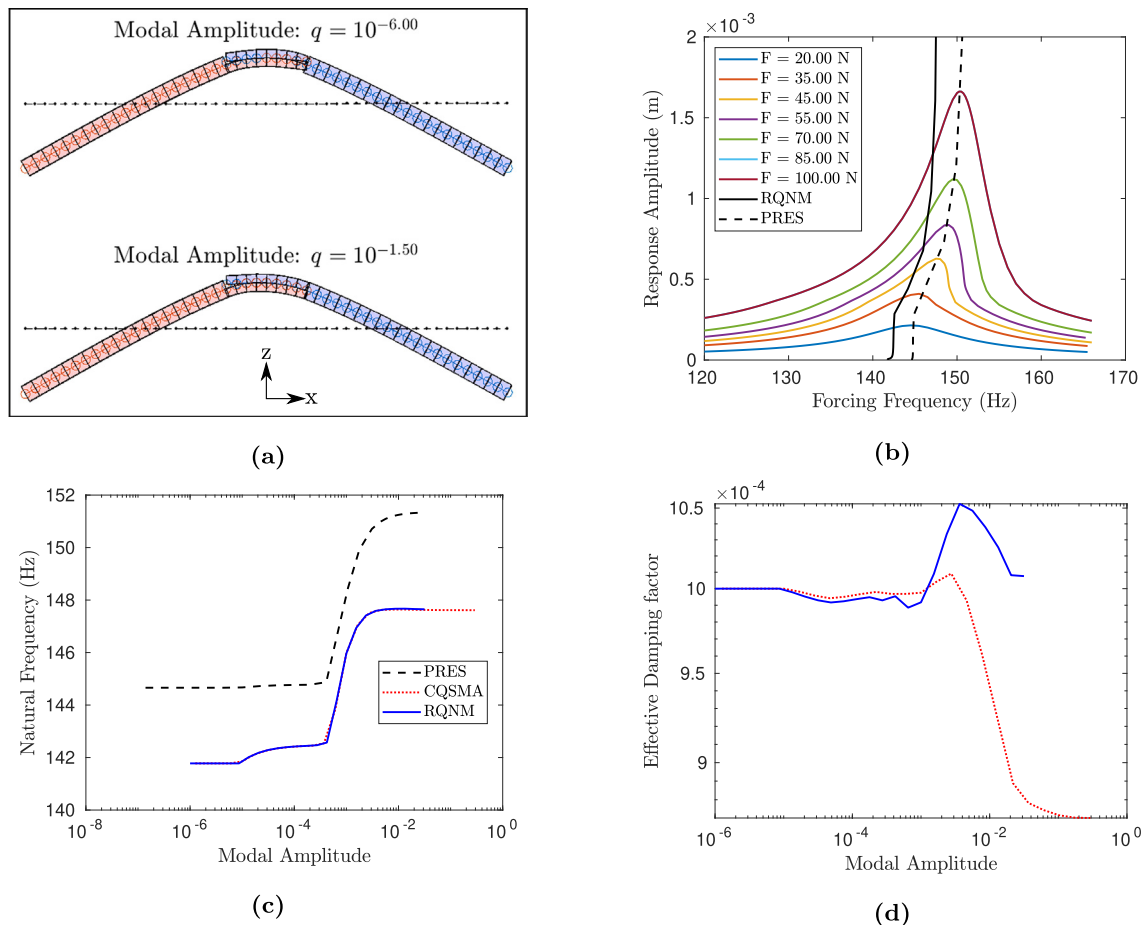 Modal Amplitude: q = 10^{-6.00}
Modal Amplitude: q = 10^{-1.50}
z
x
(a)
×10^{-3}
2
1.5
1
0.5
0
Response Amplitude (m)
F = 20.00 N
F = 35.00 N
F = 45.00 N
F = 55.00 N
F = 70.00 N
F = 85.00 N
F = 100.00 N
RQNM
PRES
120
130
140
150
160
170
Forcing Frequency (Hz)
(b)
152
150
148
146
144
142
140
Natural Frequency (Hz)
PRES
CQSMA
RQNM
10^{-8}
10^{-6}
10^{-4}
10^{-2}
10^{0}
Modal Amplitude
(c)
×10^{-4}
10.5
10
9.5
9
Effective Damping factor
10^{-6}
10^{-4}
10^{-2}
10^{0}
Modal Amplitude
(d)